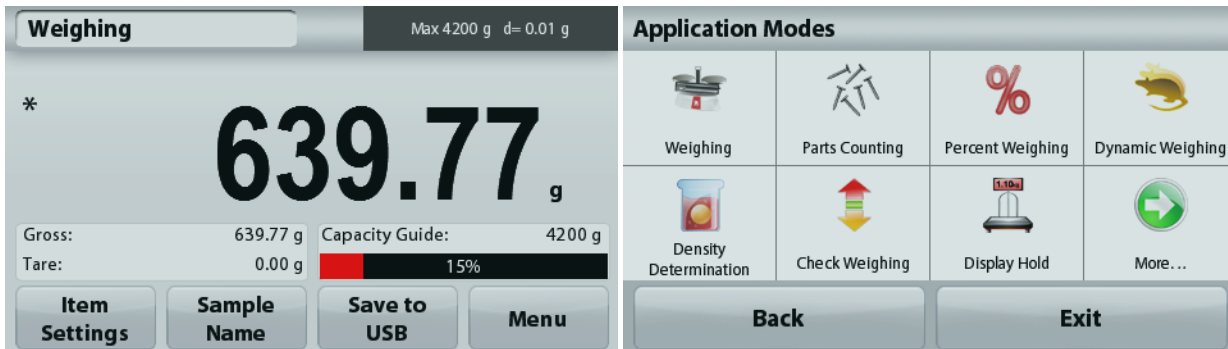 Weighing
Max 4200 g d= 0.01 g
*
639.77 g
Gross: 639.77 g
Tare: 0.00 g
Capacity Guide: 4200 g
15%
Item
Settings
Sample
Name
Save to
USB
Menu
Application Modes
Weighing
Parts Counting
Percent Weighing
Dynamic Weighing
Density
Determination
Check Weighing
1.10kg
Display Hold
More...
Back
Exit